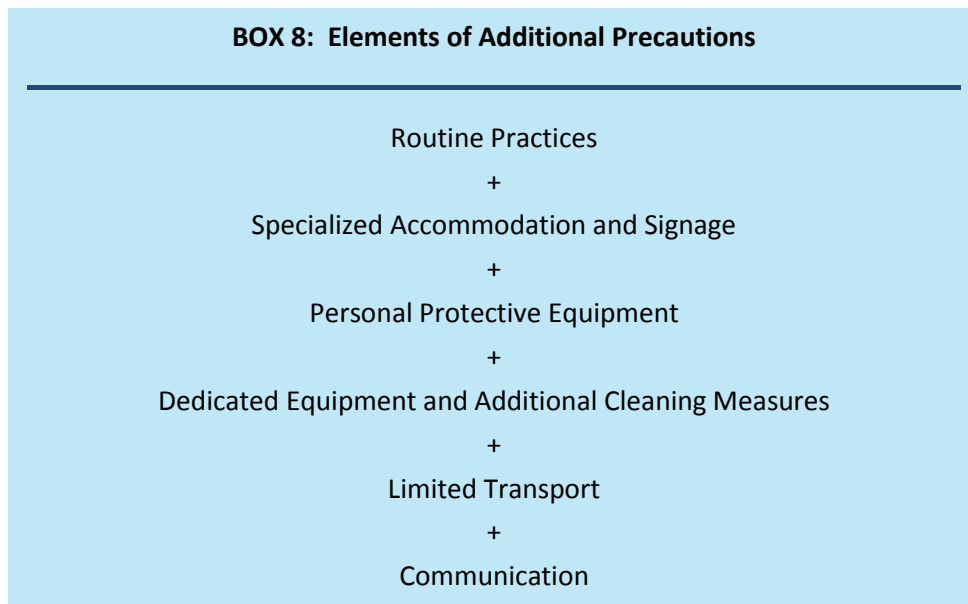 BOX 8:  Elements of Additional Precautions
Routine Practices
+
Specialized Accommodation and Signage
+
Personal Protective Equipment
+
Dedicated Equipment and Additional Cleaning Measures
+
Limited Transport
+
Communication